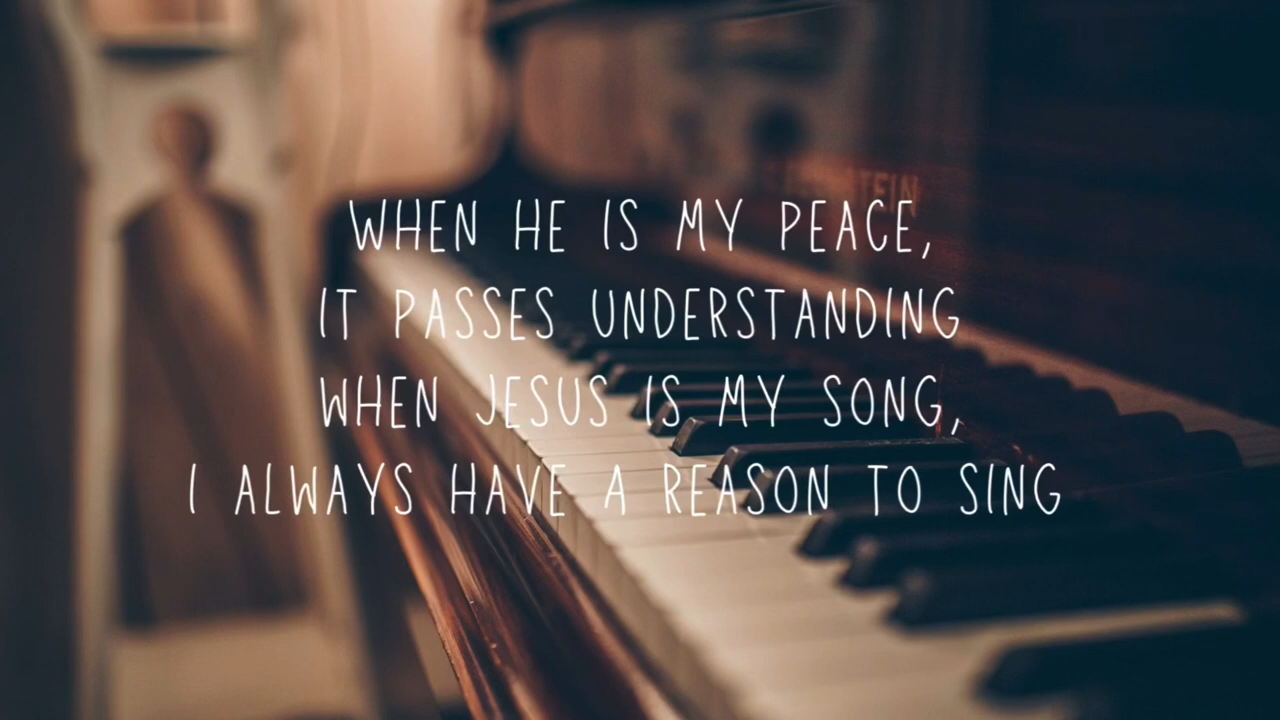 WHEN HE IS MY PEACE,
IT PASSES UNDERSTANDING
WHEN JESUS IS MY SONG,
I ALWAYS HAVE A REASON TO SING